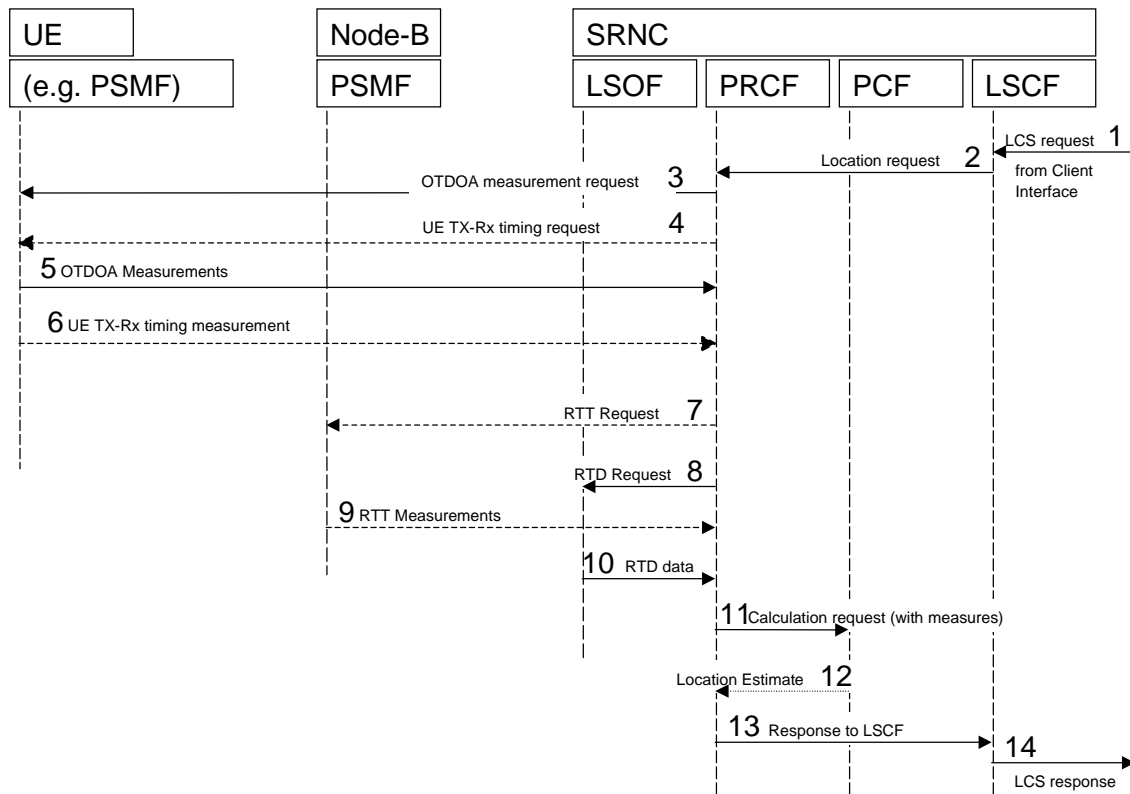 UE
Node-B
SRNC
(e.g. PSMF)
PSMF
LSOF
PRCF
PCF
LSCF
LCS request 1
from Client
Interface
Location request 2
OTDOA measurement request 3
UE TX-Rx timing request 4
5 OTDOA Measurements
6 UE TX-Rx timing measurement
RTT Request 7
RTD Request 8
9 RTT Measurements
10 RTD data
11 Calculation request (with measures)
Location Estimate 12
13 Response to LSCF
14
LCS response